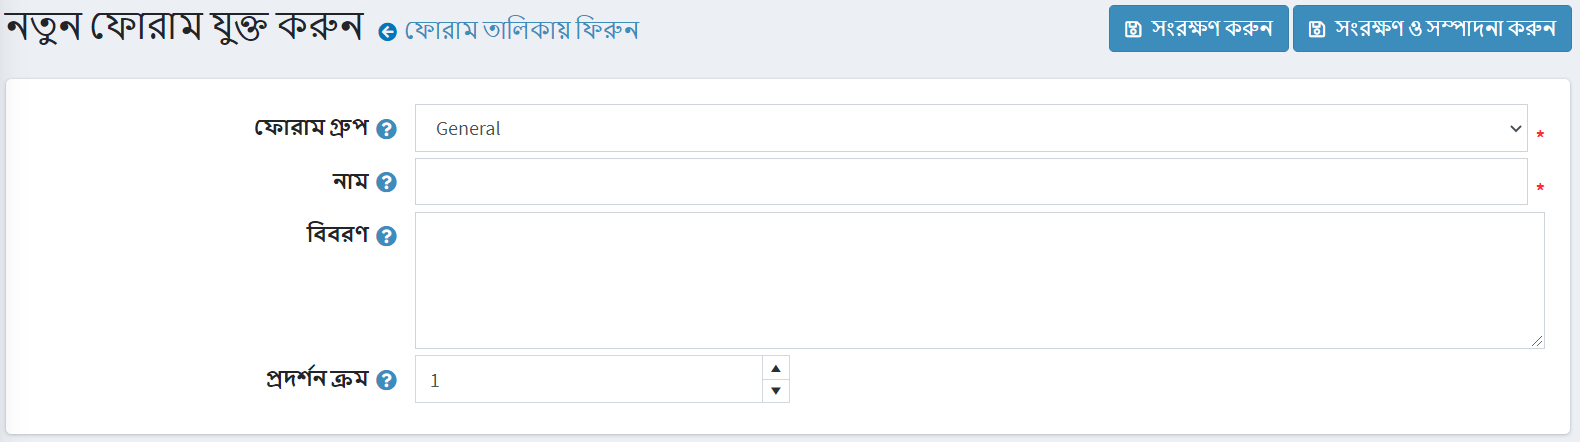 নতুন ফোরাম যুক্ত করুন ফোরাম তালিকায় ফিরুন সংরক্ষণ করুন সংরক্ষণ ও সম্পাদনা করুন
ফোরাম গ্রুপ ? General *
নাম ? *
বিবরণ ?
প্রদর্শন ক্রম ? 1